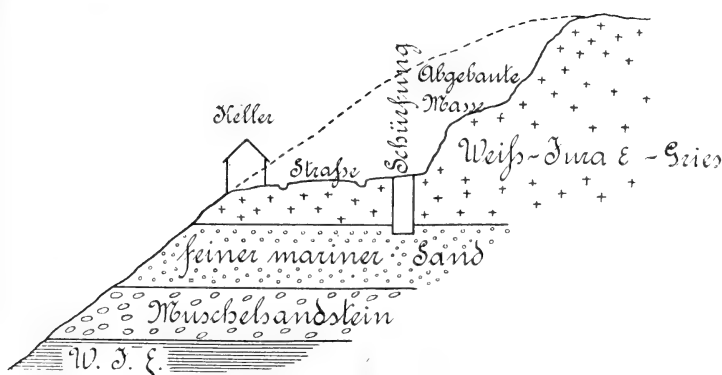 Keller
Straße
Schürfung
Abgebaute
Masse
Weiß-Jura ε-Gries
feiner mariner Sand
Muschelsandstein
W. J. ε.